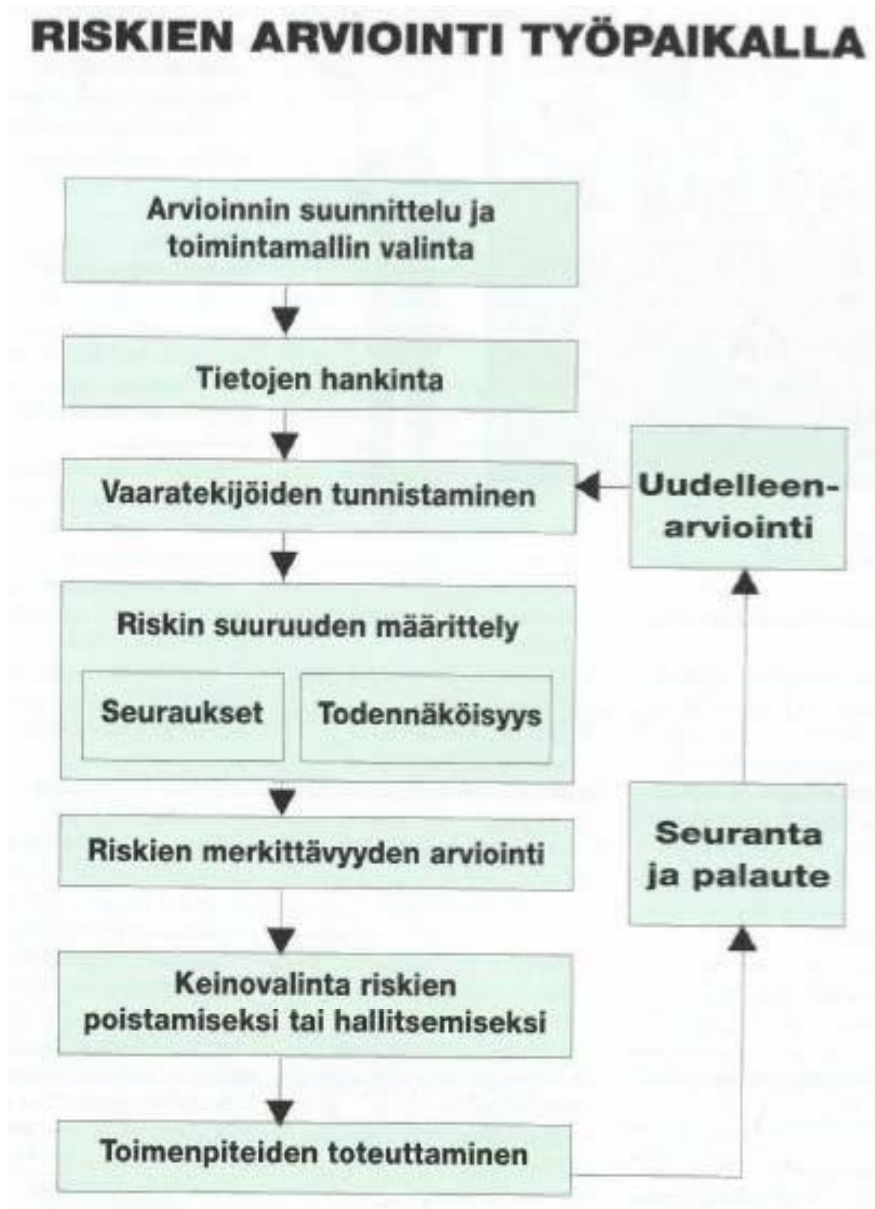 RISKIEN ARVIOINTI TYÖPAIKALLA
Arvioinnin suunnittelu ja
toimintamallin valinta
Tietojen hankinta
Vaaratekijöiden tunnistaminen
Riskin suuruuden määrittely
Seuraukset
Todennäköisyys
Riskien merkittävyyden arviointi
Keinovalinta riskien
poistamiseksi tai hallitsemiseksi
Toimenpiteiden toteuttaminen
Seuranta
ja palaute
Uudelleen-
arviointi